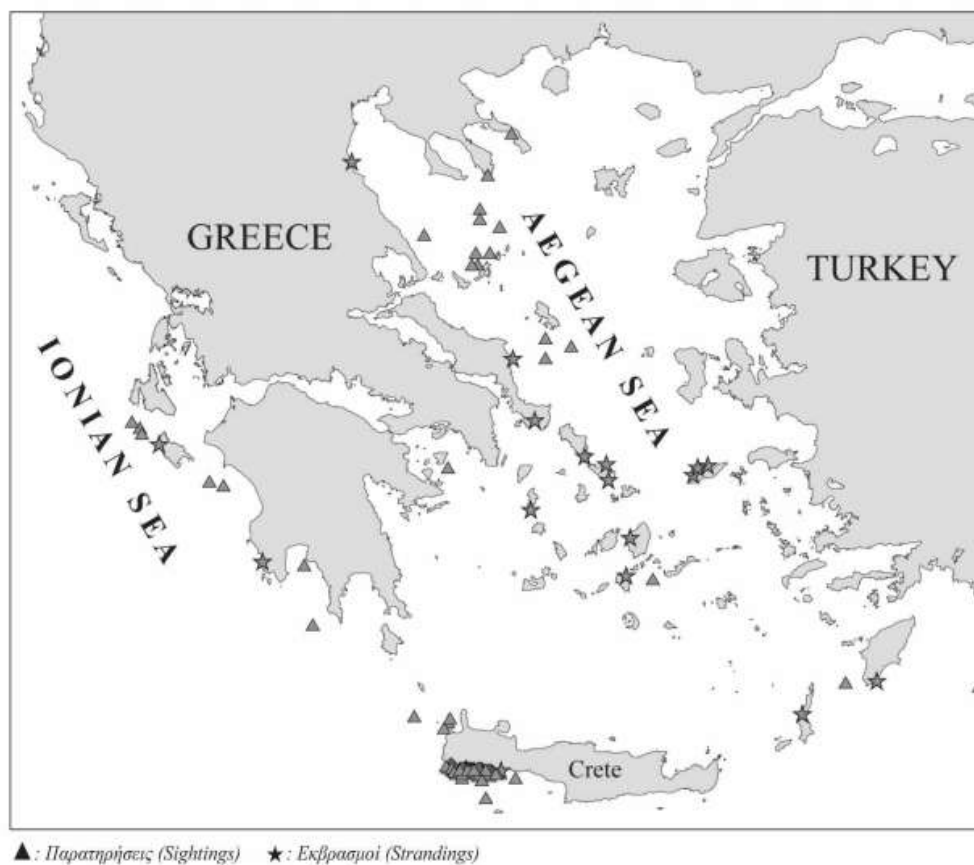 GREECE
AEGEAN SEA
TURKEY
IONIAN SEA
Crete
▲ : Παρατηρήσεις (Sightings) ★ : Εκβρασμοί (Strandings)